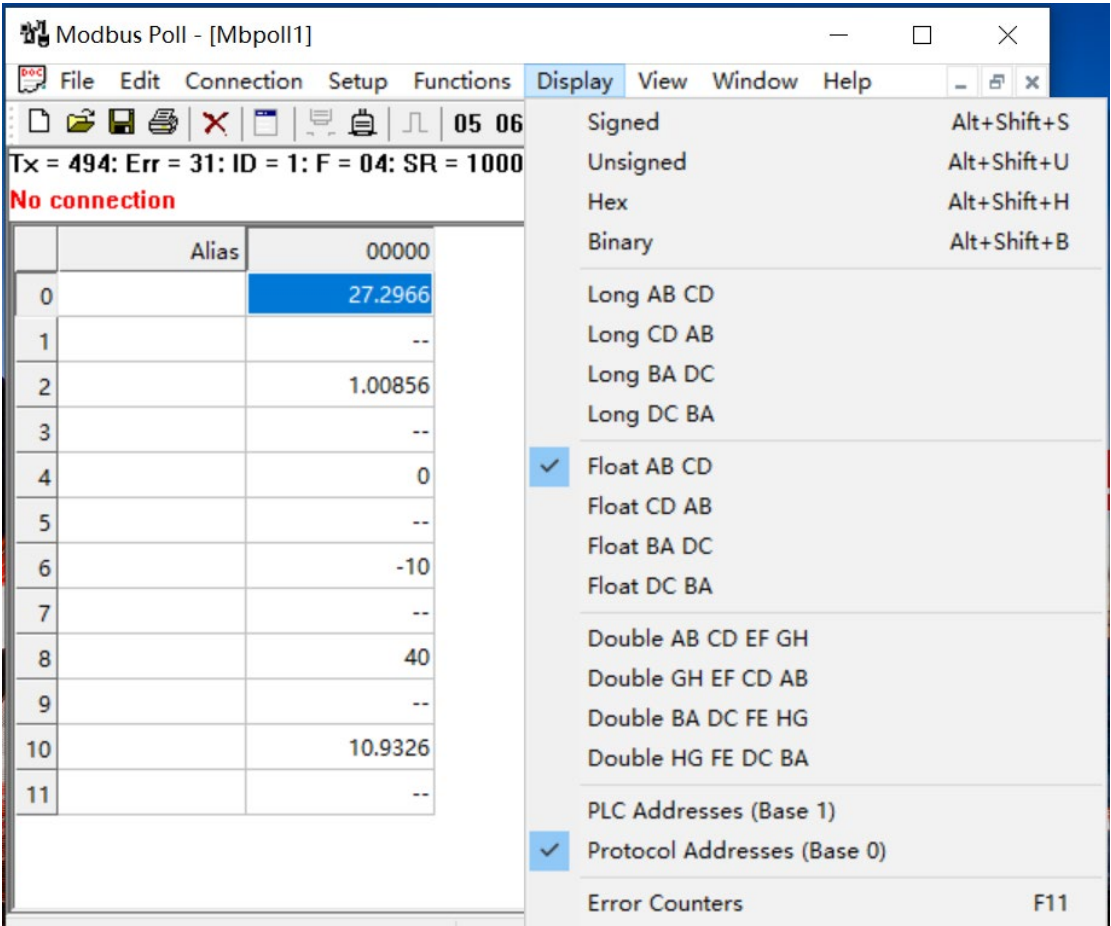 Modbus Poll - [Mbpoll1]
File Edit Connection Setup Functions Display View Window Help
05 06
Tx = 494: Err = 31: ID = 1: F = 04: SR = 1000
No connection
Alias 00000
0 27.2966
1 --
2 1.00856
3 --
4 0
5 --
6 -10
7 --
8 40
9 --
10 10.9326
11 --
Signed Alt+Shift+S
Unsigned Alt+Shift+U
Hex Alt+Shift+H
Binary Alt+Shift+B
Long AB CD
Long CD AB
Long BA DC
Long DC BA
Float AB CD
Float CD AB
Float BA DC
Float DC BA
Double AB CD EF GH
Double GH EF CD AB
Double BA DC FE HG
Double HG FE DC BA
PLC Addresses (Base 1)
Protocol Addresses (Base 0)
Error Counters F11